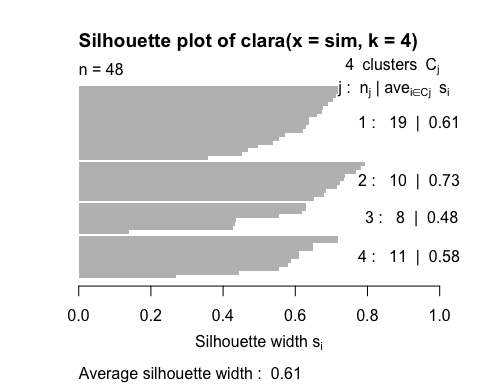 Silhouette plot of clara(x = sim, k = 4)
n = 48
4 clusters Cj
j : nj | avei∈Cj si
1 : 19 | 0.61
2 : 10 | 0.73
3 : 8 | 0.48
4 : 11 | 0.58
0.0 0.2 0.4 0.6 0.8 1.0
Silhouette width si
Average silhouette width : 0.61